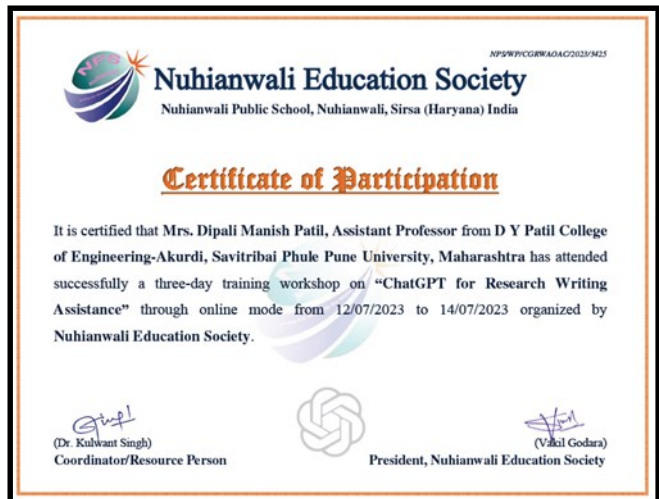 NPS/WP/CGRWAOAC/2023/3425
NPS
Nuhianwali Education Society
Nuhianwali Public School, Nuhianwali, Sirsa (Haryana) India
Certificate of Participation
It is certified that Mrs. Dipali Manish Patil, Assistant Professor from D Y Patil College
of Engineering-Akurdi, Savitribai Phule Pune University, Maharashtra has attended
successfully a three-day training workshop on “ChatGPT for Research Writing
Assistance” through online mode from 12/07/2023 to 14/07/2023 organized by
Nuhianwali Education Society.
(Dr. Kulwant Singh)
Coordinator/Resource Person
(Vakil Godara)
President, Nuhianwali Education Society